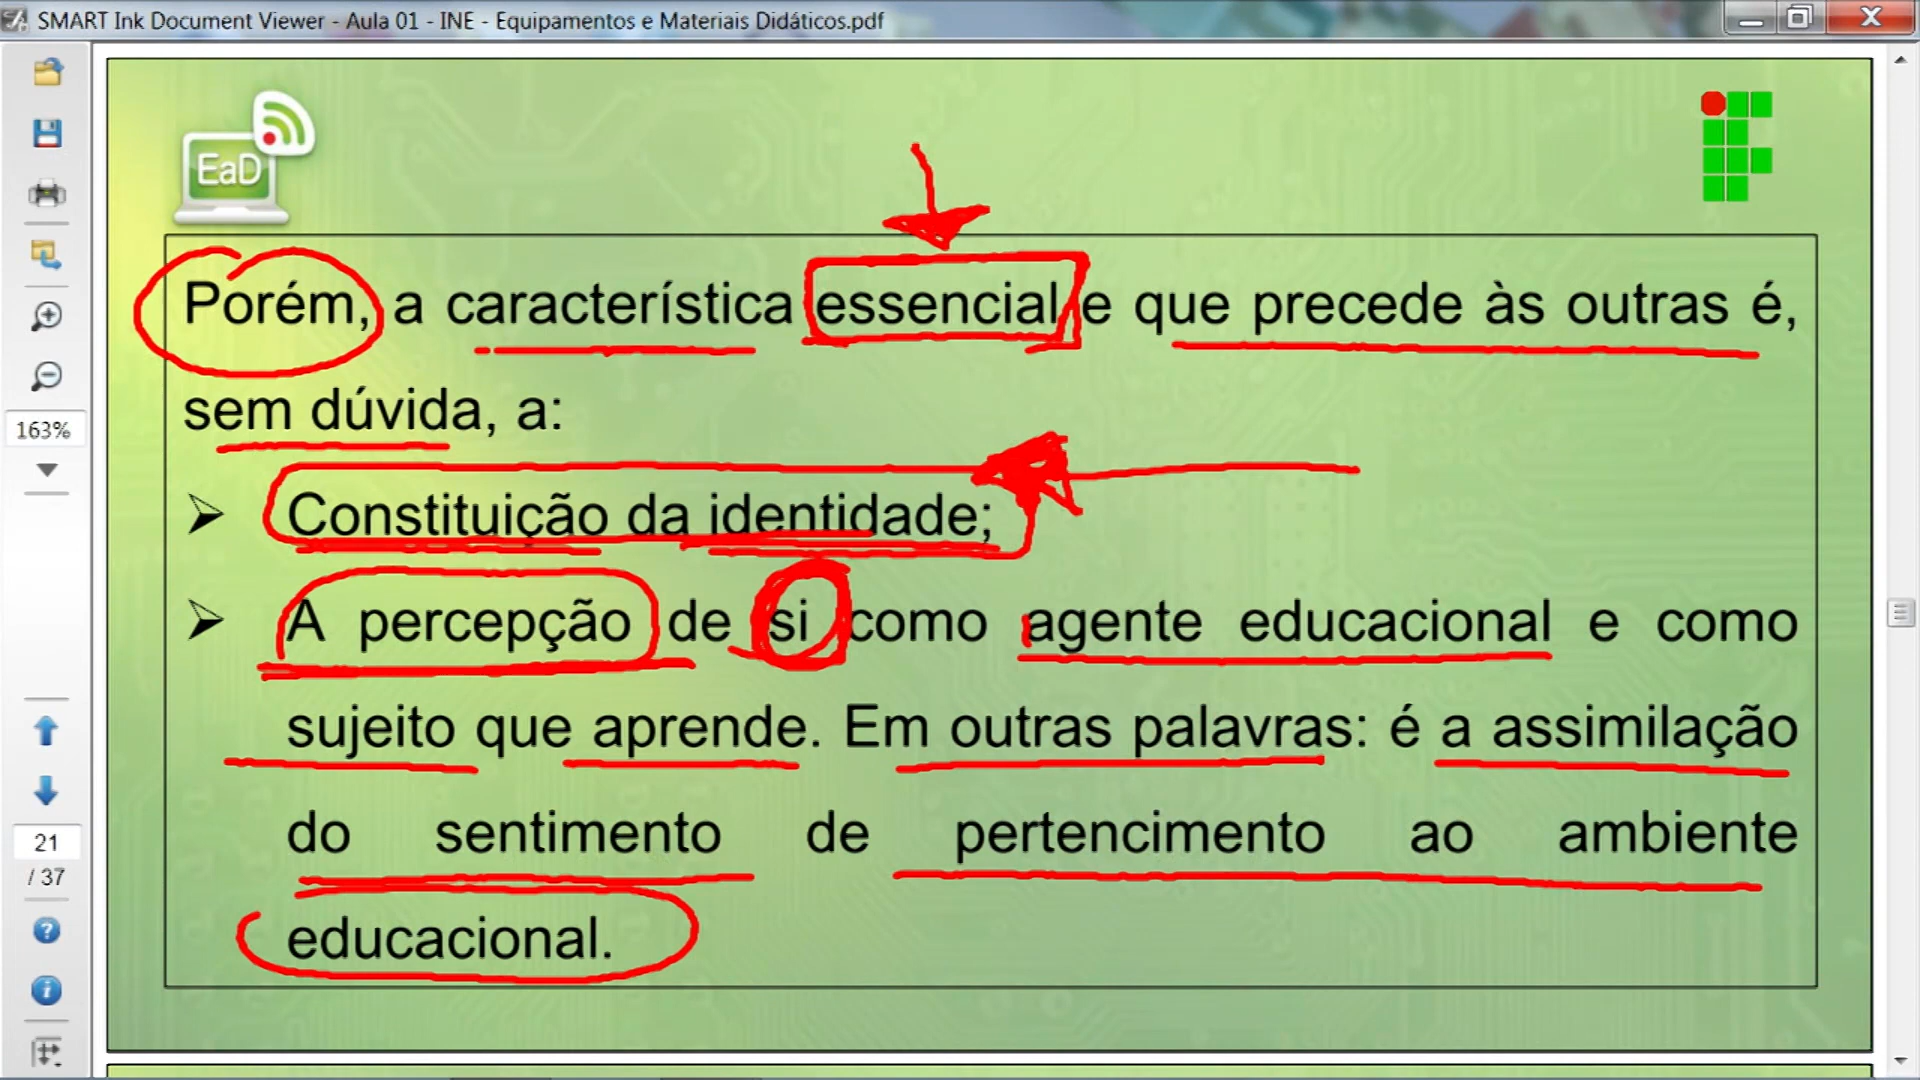 SMART Ink Document Viewer - Aula 01 - INE - Equipamentos e Materiais Didáticos.pdf
EaD
Porém, a característica essencial e que precede às outras é,
sem dúvida, a:
Constituição da identidade;
A percepção de si como agente educacional e como
sujeito que aprende. Em outras palavras: é a assimilação
do sentimento de pertencimento ao ambiente
educacional.
163%
21
/ 37